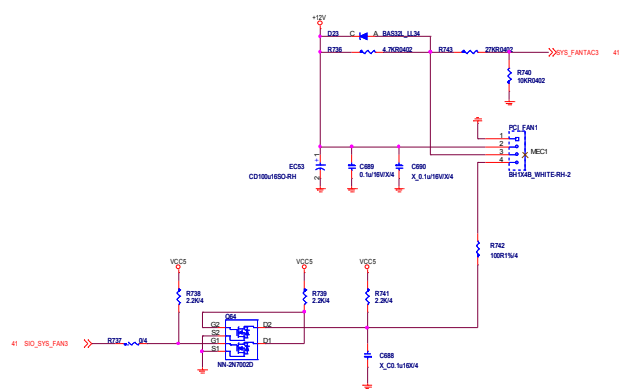 +12V
D23 C A BAS32L_LL34
R736 4.7KR0402 R743 27KR0402 SYS_FANTAC3 41
R740
10KR0402
PCI_FAN1
1
2
3
4
MEC1
BH1X4B_WHITE-RH-2
EC53 + 1
2
CD100u16SO-RH
C689
0.1u/16V/X/4
C690
X_0.1u/16V/X/4
R742
100R1%/4
VCC5 VCC5 VCC5
R738
2.2K/4
R739
2.2K/4
R741
2.2K/4
Q64
G2 D2
S2
G1 D1
S1
NN-2N7002D
41 SIO_SYS_FAN3 R737 0/4
C688
X_C0.1u16X/4